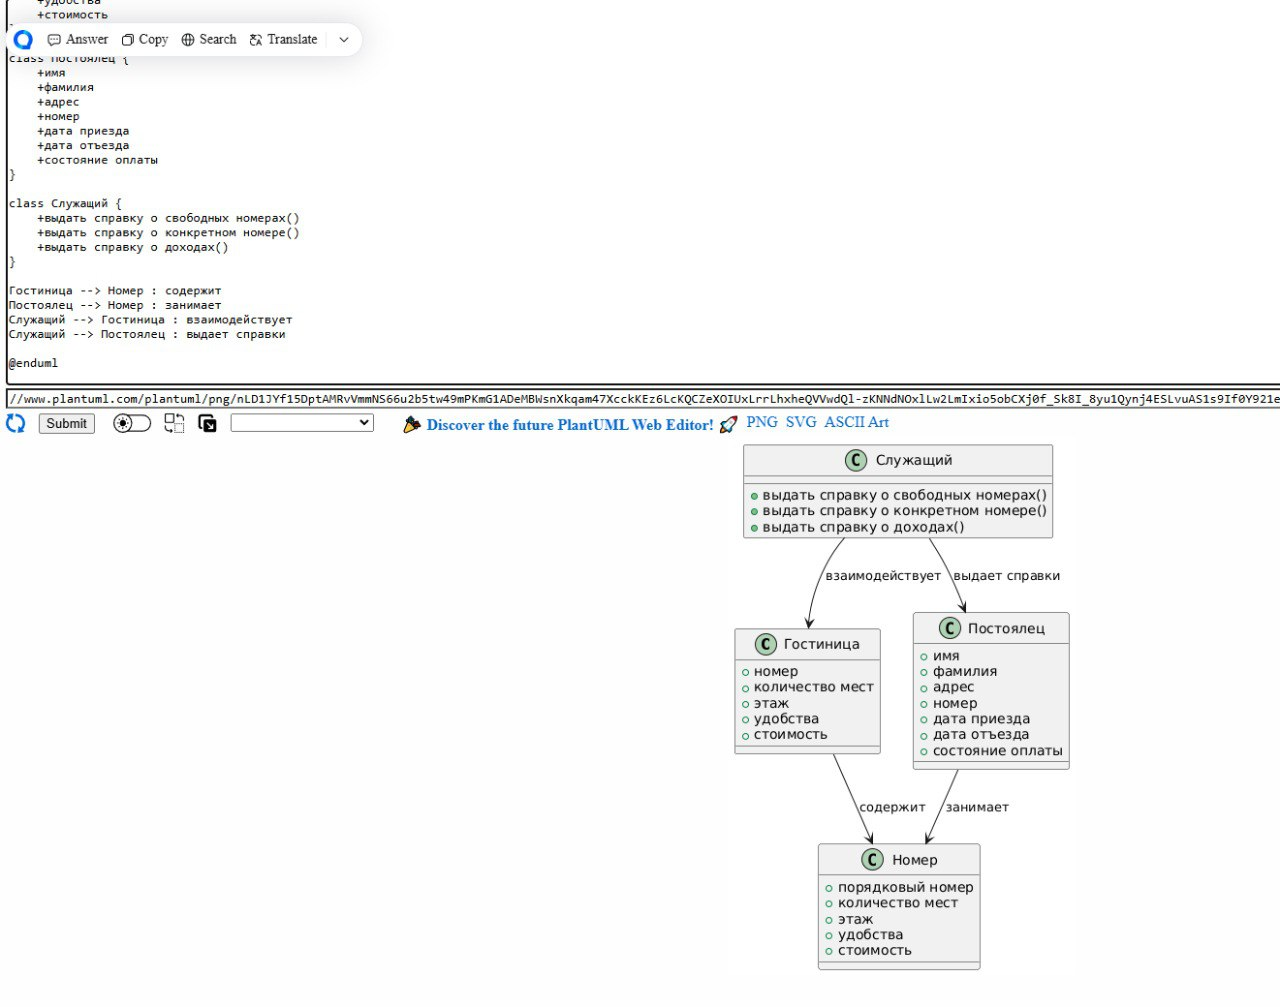 +удобства
+стоимость
Answer Copy Search Translate
class Постоялец {
+имя
+фамилия
+адрес
+номер
+дата приезда
+дата отъезда
+состояние оплаты
}
class Служащий {
+выдать справку о свободных номерах()
+выдать справку о конкретном номере()
+выдать справку о доходах()
}
Гостиница --> Номер : содержит
Постоялец --> Номер : занимает
Служащий --> Гостиница : взаимодействует
Служащий --> Постоялец : выдает справки
@enduml
Submit
Discover the future PlantUML Web Editor! PNG SVG ASCII Art
C Служащий
выдать справку о свободных номерах()
выдать справку о конкретном номере()
выдать справку о доходах()
взаимодействует выдает справки
C Гостиница
номер
количество мест
этаж
удобства
стоимость
C Постоялец
имя
фамилия
адрес
номер
дата приезда
дата отъезда
состояние оплаты
содержит занимает
C Номер
порядковый номер
количество мест
этаж
удобства
стоимость